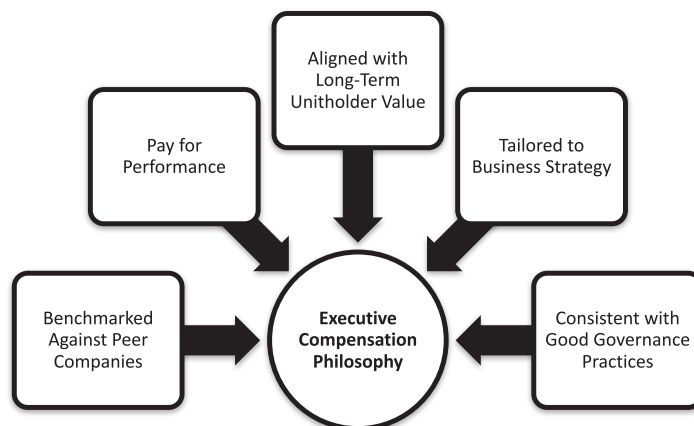 Aligned with
Long-Term
Unitholder Value
Pay for
Performance
Tailored to
Business Strategy
Benchmarked
Against Peer
Companies
Executive
Compensation
Philosophy
Consistent with
Good Governance
Practices